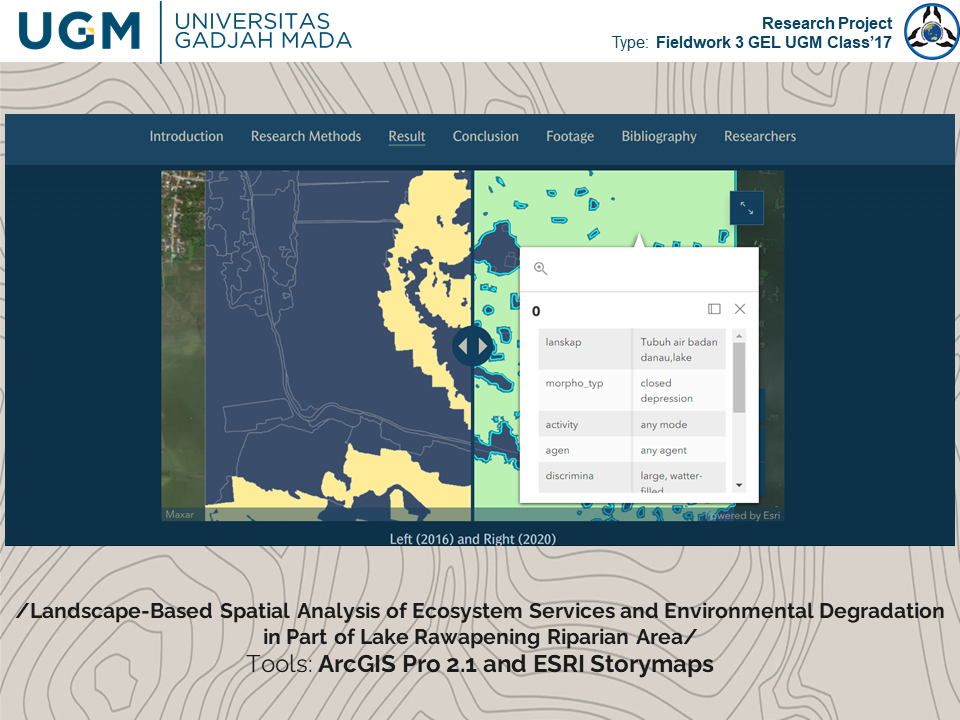 UGM
UNIVERSITAS
GADJAH MADA
Research Project
Type: Fieldwork 3 GEL UGM Class’17
Introduction Research Methods Result Conclusion Footage Bibliography Researchers
0
lanskap Tubuh air badan
danau,lake
morpho_typ closed
depression
activity any mode
agen any agent
discrimina large, watter-
filled
Maxar
Powered by Esri
Left (2016) and Right (2020)
/Landscape-Based Spatial Analysis of Ecosystem Services and Environmental Degradation
in Part of Lake Rawapening Riparian Area/
Tools: ArcGIS Pro 2.1 and ESRI Storymaps